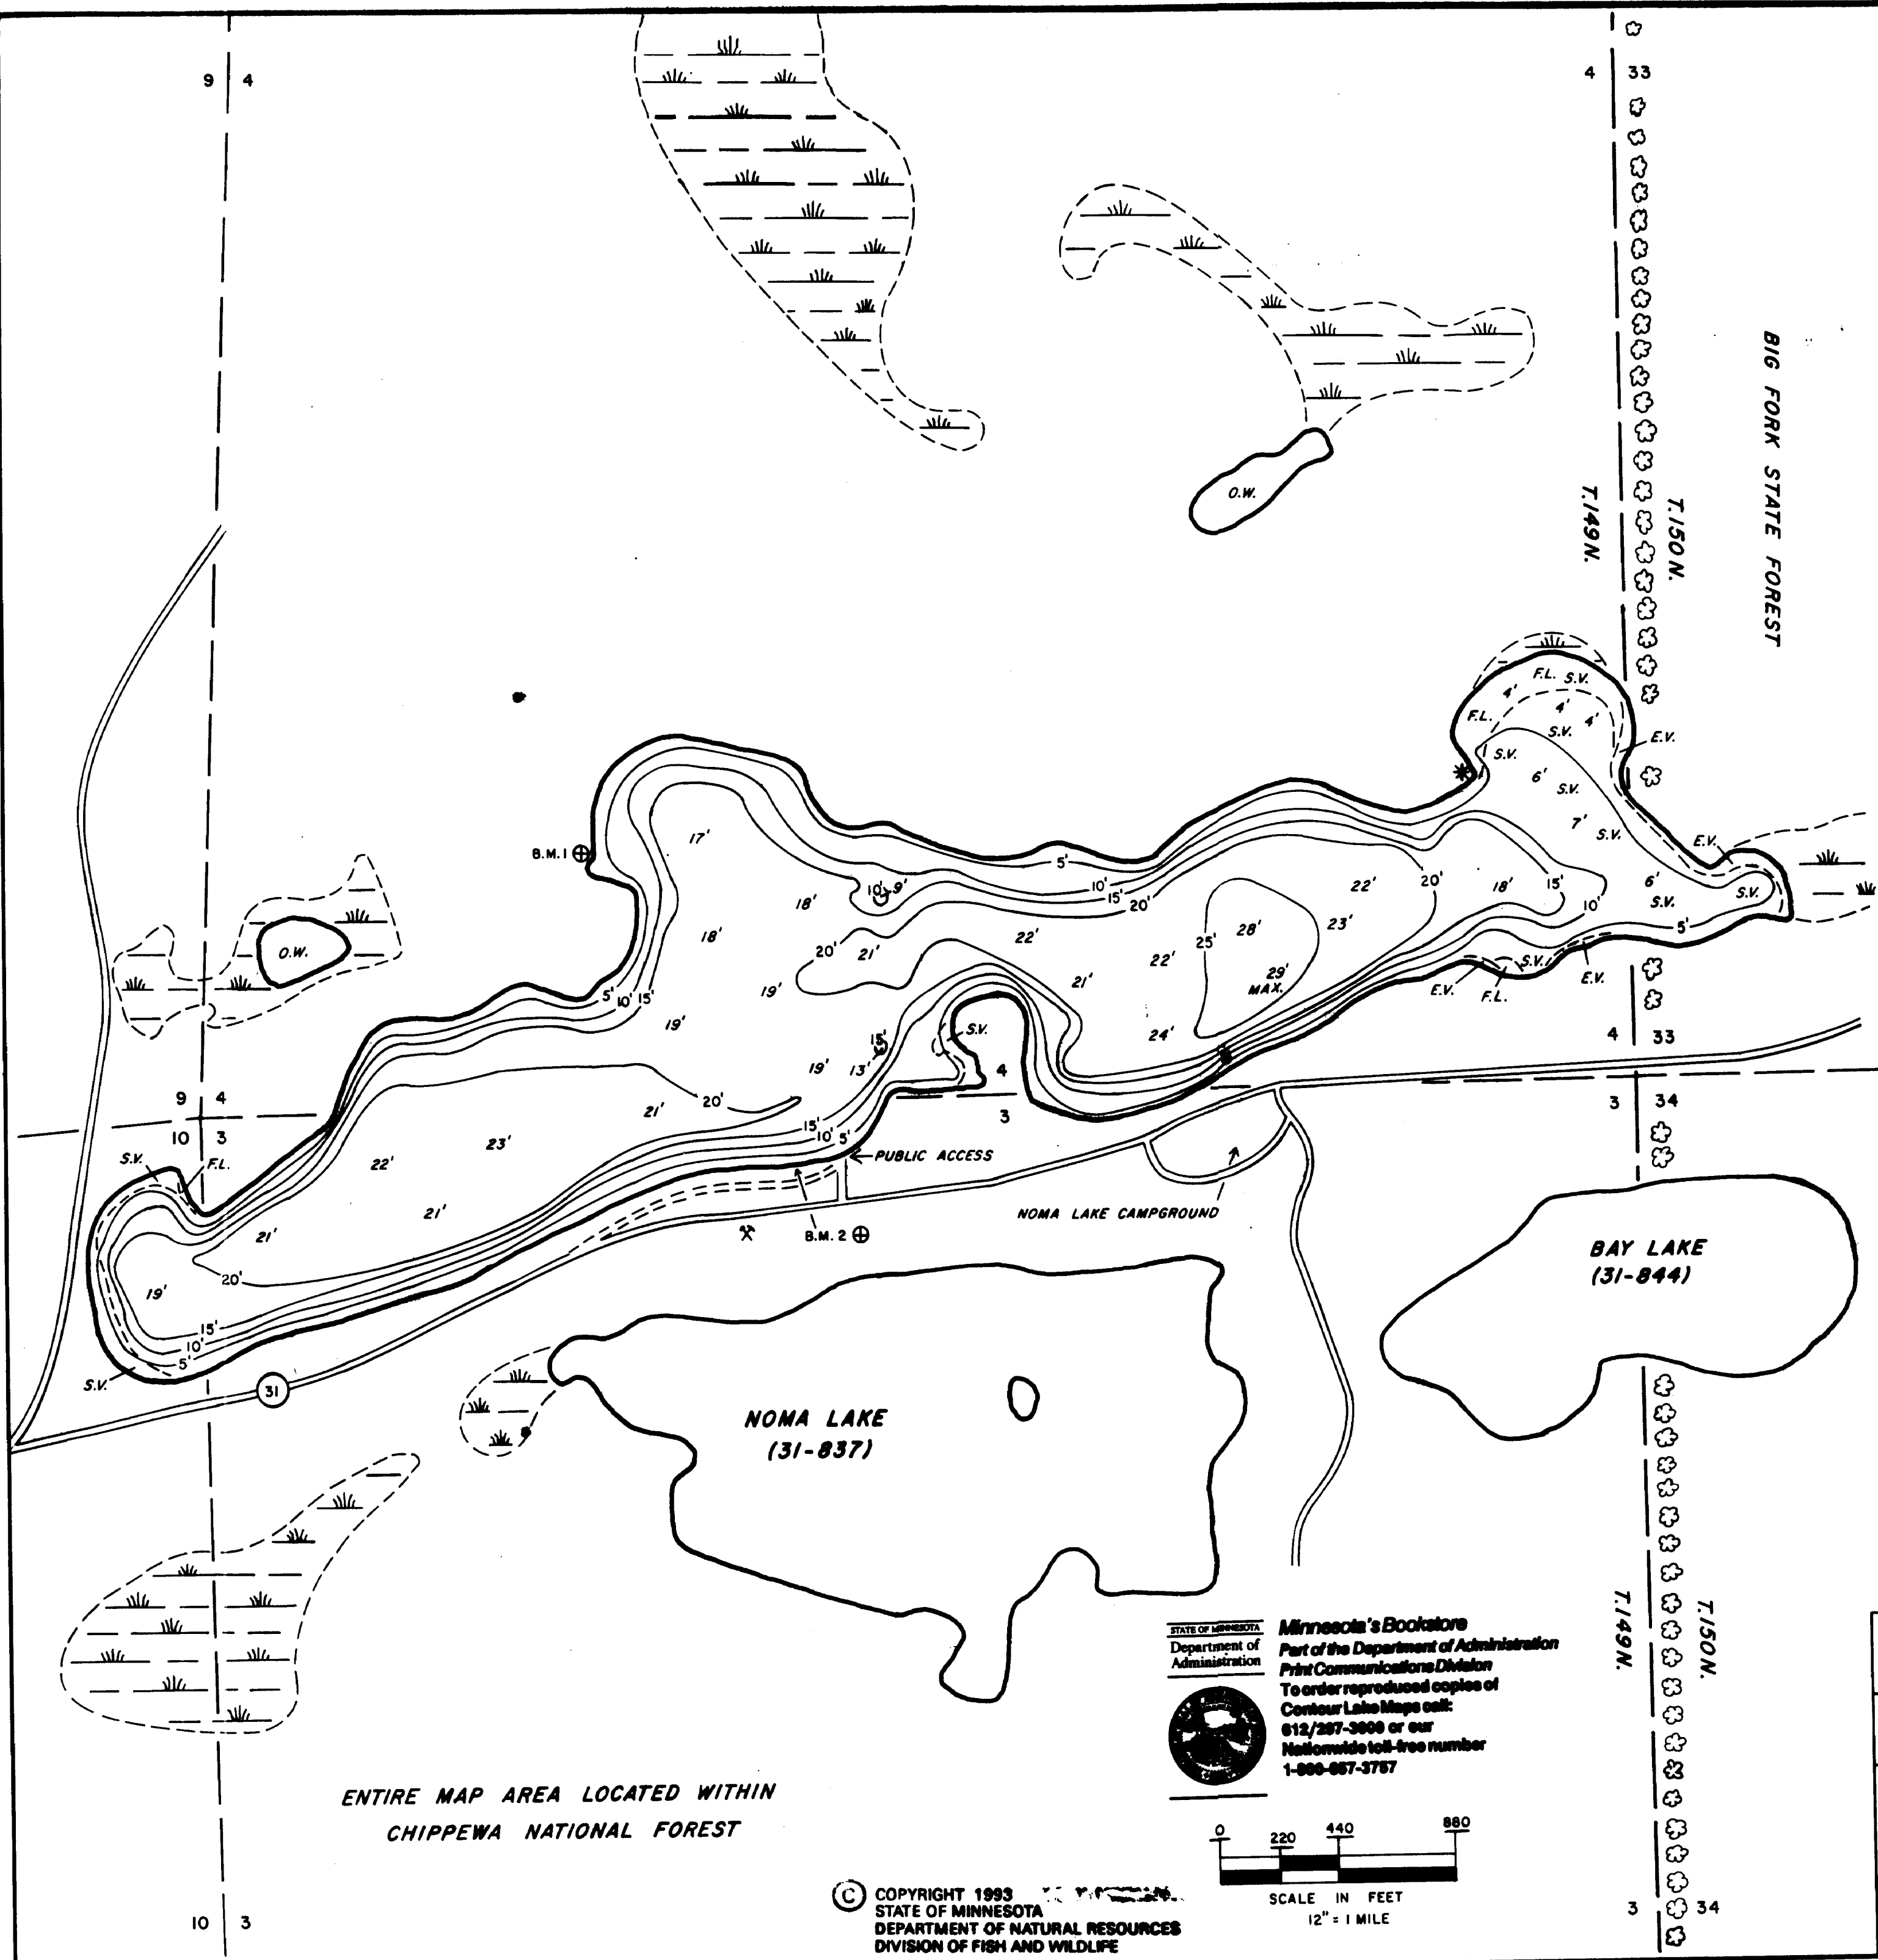 9 4
4 33
BIG FORK STATE FOREST
T.149N.
T.150N.
O.W.
F.L. S.V.
4'
F.L.
4'
4'
S.V.
E.V.
S.V.
6'
S.V.
7'
S.V.
E.V.
17'
B.M. 1
5'
10'
15'
20'
10'
9'
18'
22'
20'
18'
15'
10'
6'
S.V.
S.V.
5'
18'
20'
21'
22'
22'
25'
28'
23'
O.W.
19'
21'
29'
MAX.
S.V.
E.V.
F.L.
E.V.
5' 10' 15'
19'
15'
S.V.
24'
4 33
19'
13'
4
9 4
21'
20'
3
3 34
10 3
23'
15'
10' 5'
S.V.
F.L.
22'
PUBLIC ACCESS
21'
21'
NOMA LAKE CAMPGROUND
B.M. 2
BAY LAKE
(31-844)
20'
19'
15'
10'
5'
S.V.
31
NOMA LAKE
(31-837)
T.149N.
T.150N.
STATE OF MINNESOTA
Department of
Administration
Minnesota's Bookstore
Part of the Department of Administration
Print Communications Division
To order reproduced copies of
Contour Lake Maps call:
or our
Nationwide toll-free number
ENTIRE MAP AREA LOCATED WITHIN
CHIPPEWA NATIONAL FOREST
0 220 440 880
SCALE IN FEET
12" = 1 MILE
© COPYRIGHT 1993
STATE OF MINNESOTA
DEPARTMENT OF NATURAL RESOURCES
DIVISION OF FISH AND WILDLIFE
10 3
3 34